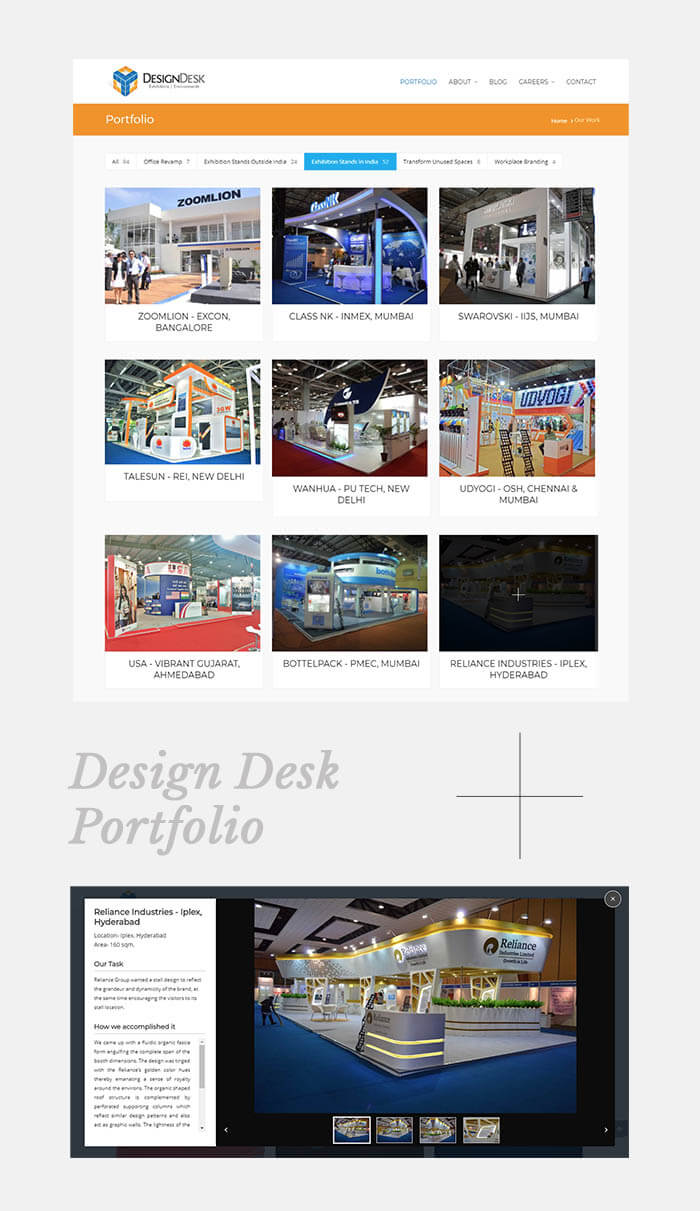 DESIGNDESK
Exhibitions | Environments
PORTFOLIO ABOUT BLOG CAREERS CONTACT
Portfolio
Home › Our Work
All 84 Office Revamp 7 Exhibition Stands Outside India 24 Exhibition Stands in India 52 Transform Unused Spaces 8 Workplace Branding 4
ZOOMLION
ZOOMLION
ClassNK
ZOOMLION - EXCON,
BANGALORE
CLASS NK - INMEX, MUMBAI
SWAROVSKI - IIJS, MUMBAI
UDYOGI
TALESUN - REI, NEW DELHI
WANHUA - PU TECH, NEW
DELHI
UDYOGI - OSH, CHENNAI &
MUMBAI
USA - VIBRANT GUJARAT,
AHMEDABAD
BOTTELPACK - PMEC, MUMBAI
RELIANCE INDUSTRIES - IPLEX,
HYDERABAD
Design Desk
Portfolio
Reliance Industries - Iplex,
Hyderabad
Location- Iplex, Hyderabad
Area- 160 sqm.
Our Task
Reliance Group wanted a stall design to reflect
the grandeur and dynamicity of the brand, at
the same time encouraging the visitors to its
stall location.
How we accomplished it
We came up with a fluidic organic fascia
form engulfing the complete span of the
booth dimensions. The design was tinged
with the Reliance's golden color hues
thereby emanating a sense of royalty
around the environs. The organic shaped
roof structure is complemented by
perforated supporting columns which
reflect similar design patterns and also
act as graphic walls. The lightness of the
Reliance
Industries Limited
Growth is Life
Reliance